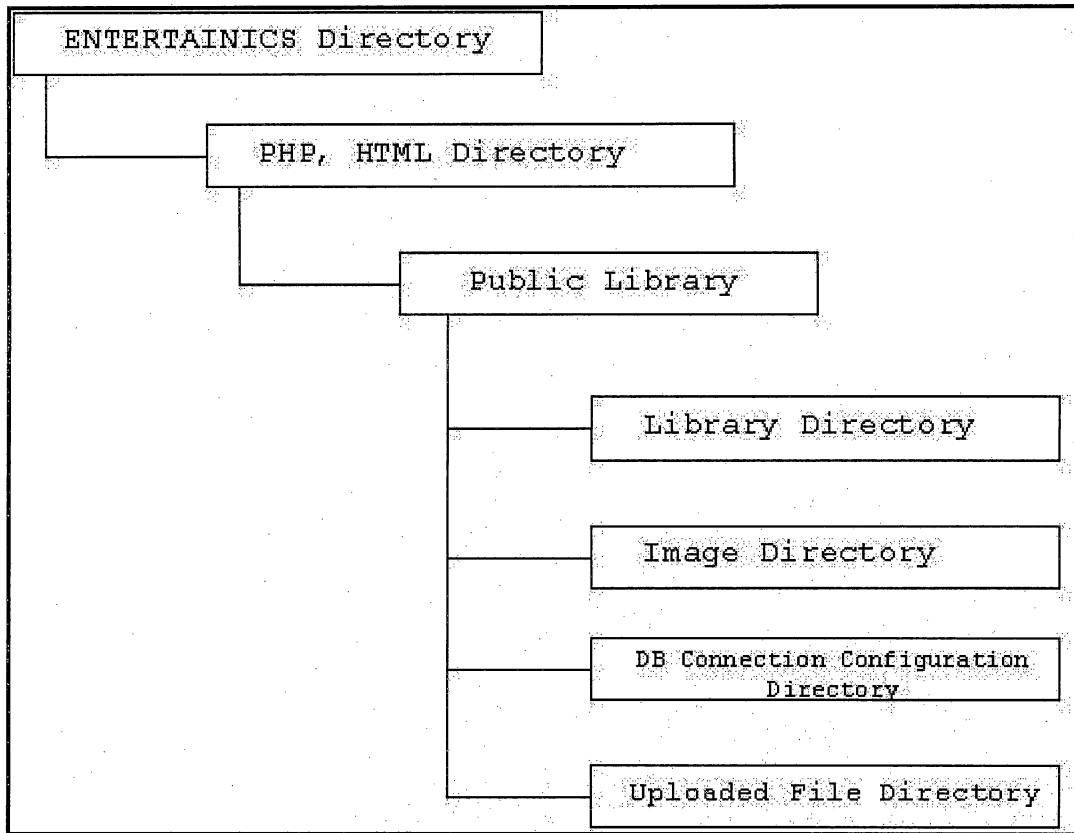 ENTERTAINICS Directory
PHP, HTML Directory
Public Library
Library Directory
Image Directory
DB Connection Configuration
Directory
Uploaded File Directory